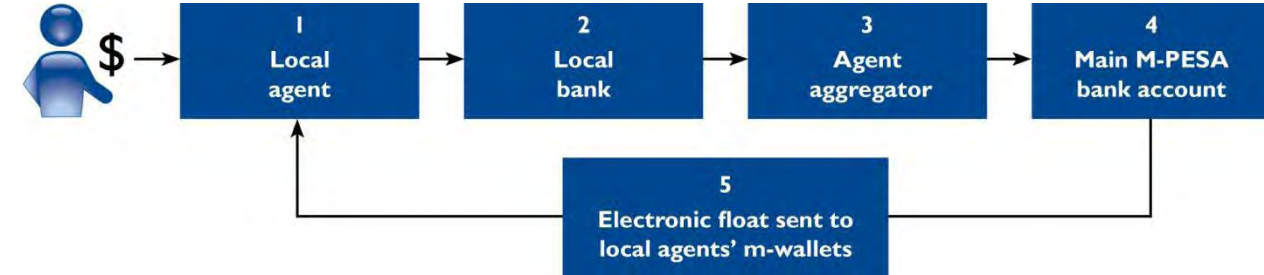 $
1
Local
agent
2
Local
bank
3
Agent
aggregator
4
Main M-PESA
bank account
5
Electronic float sent to
local agents’ m-wallets